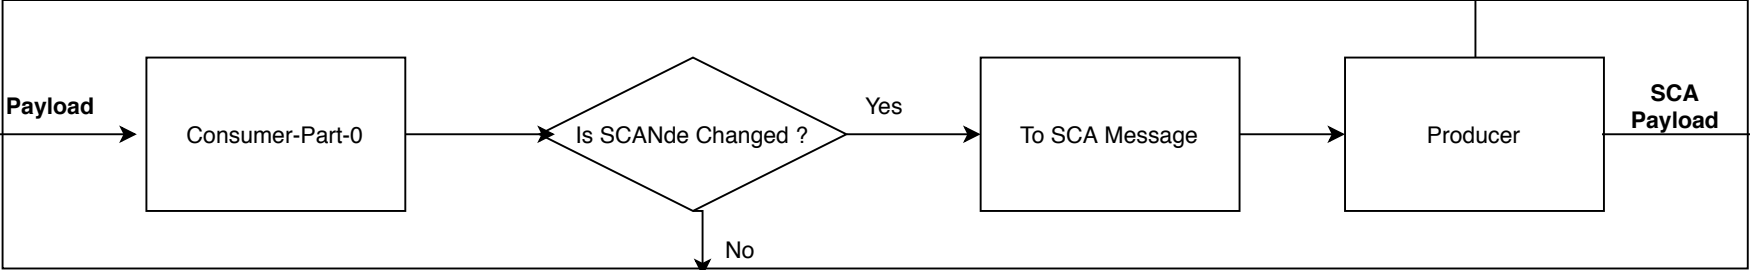 Payload
Consumer-Part-0
Is SCANde Changed ?
Yes
No
To SCA Message
Producer
SCA
Payload